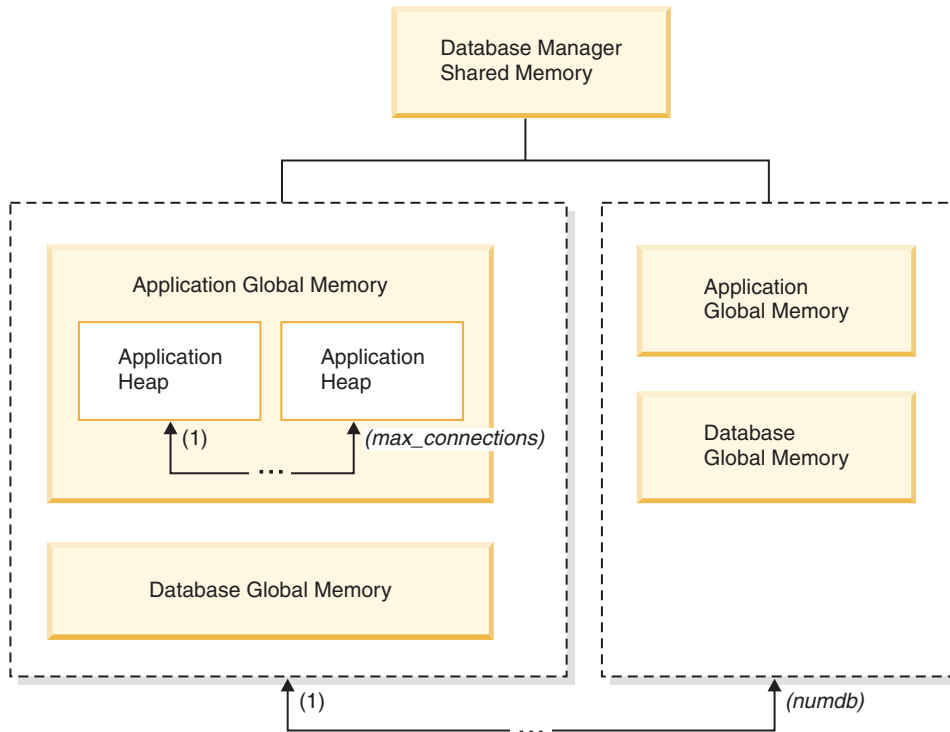 Database Manager
Shared Memory
Application Global Memory
Application
Heap
Application
Heap
(1)
(max_connections)
...
Database Global Memory
Application
Global Memory
Database
Global Memory
(1)
(numdb)
...